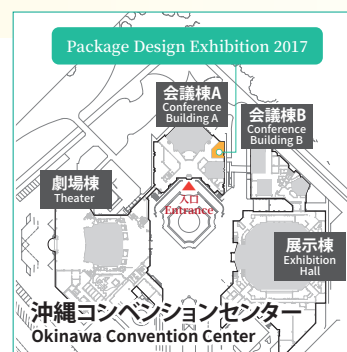 Package Design Exhibition 2017
会議棟A
Conference
Building A
会議棟B
Conference
Building B
劇場棟
Theater
入口
Entrance
展示棟
Exhibition
Hall
沖縄コンベンションセンター
Okinawa Convention Center